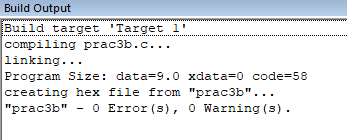 Build Output
Build target 'Target 1'
compiling prac3b.c...
linking...
Program Size: data=9.0 xdata=0 code=58
creating hex file from "prac3b"...
"prac3b" - 0 Error(s), 0 Warning(s).